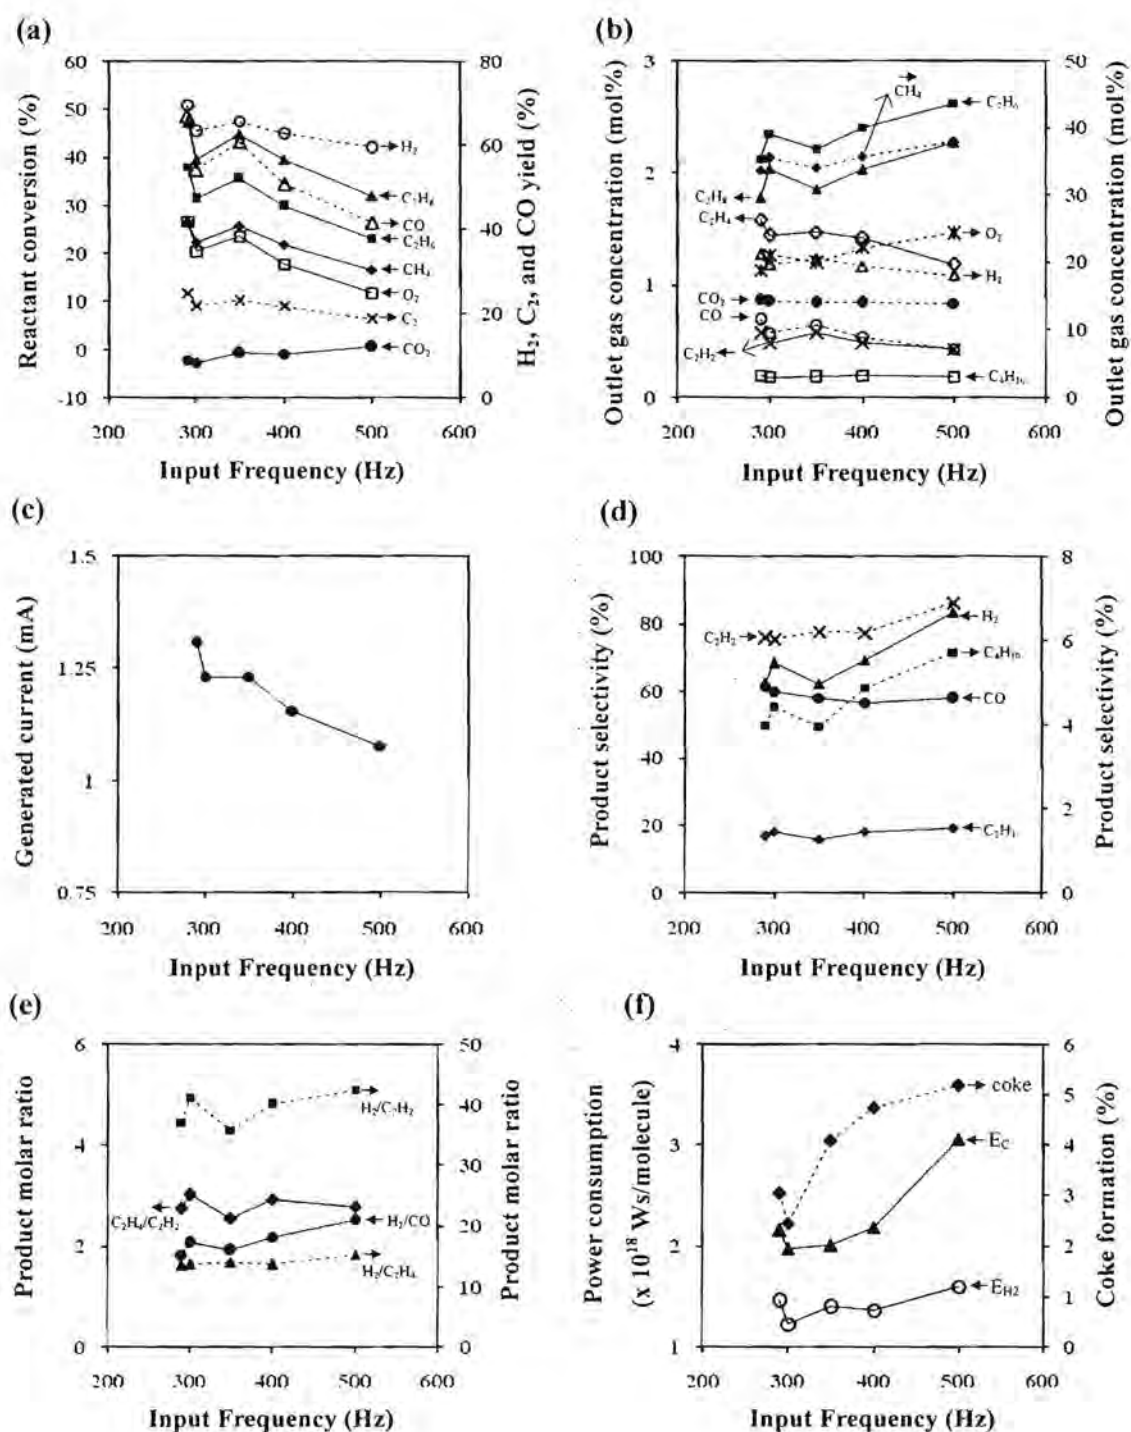 (a)
Reactant conversion (%)
60
50
40
30
20
10
0
-10
80
60
40
20
0
H₂, C₂, and CO yield (%)
H₂
CO
C₂H₆
CH₄
O₂
C₂
CO₂
200 300 400 500 600
Input Frequency (Hz)
(b)
Outlet gas concentration (mol%)
3
2
1
0
50
40
30
20
10
0
Outlet gas concentration (mol%)
CH₄
C₂H₆
C₂H₄
O₂
H₂
CO₂
CO
C₂H₂
200 300 400 500 600
Input Frequency (Hz)
(c)
Generated current (mA)
1.5
1.25
1
0.75
200 300 400 500 600
Input Frequency (Hz)
(d)
Product selectivity (%)
100
80
60
40
20
0
8
6
4
2
0
Product selectivity (%)
C₂H₂
H₂
C₄H₁₀
CO
200 300 400 500 600
Input Frequency (Hz)
(e)
Product molar ratio
6
4
2
0
50
40
30
20
10
0
Product molar ratio
H₂/C₂H₂
C₂H₄/C₂H₂
H₂/CO
H₂/C₂H₄
200 300 400 500 600
Input Frequency (Hz)
(f)
Power consumption
(x 10¹⁸ Ws/molecule)
4
3
2
1
6
5
4
3
2
1
0
Coke formation (%)
coke
E_C
E_H2
200 300 400 500 600
Input Frequency (Hz)